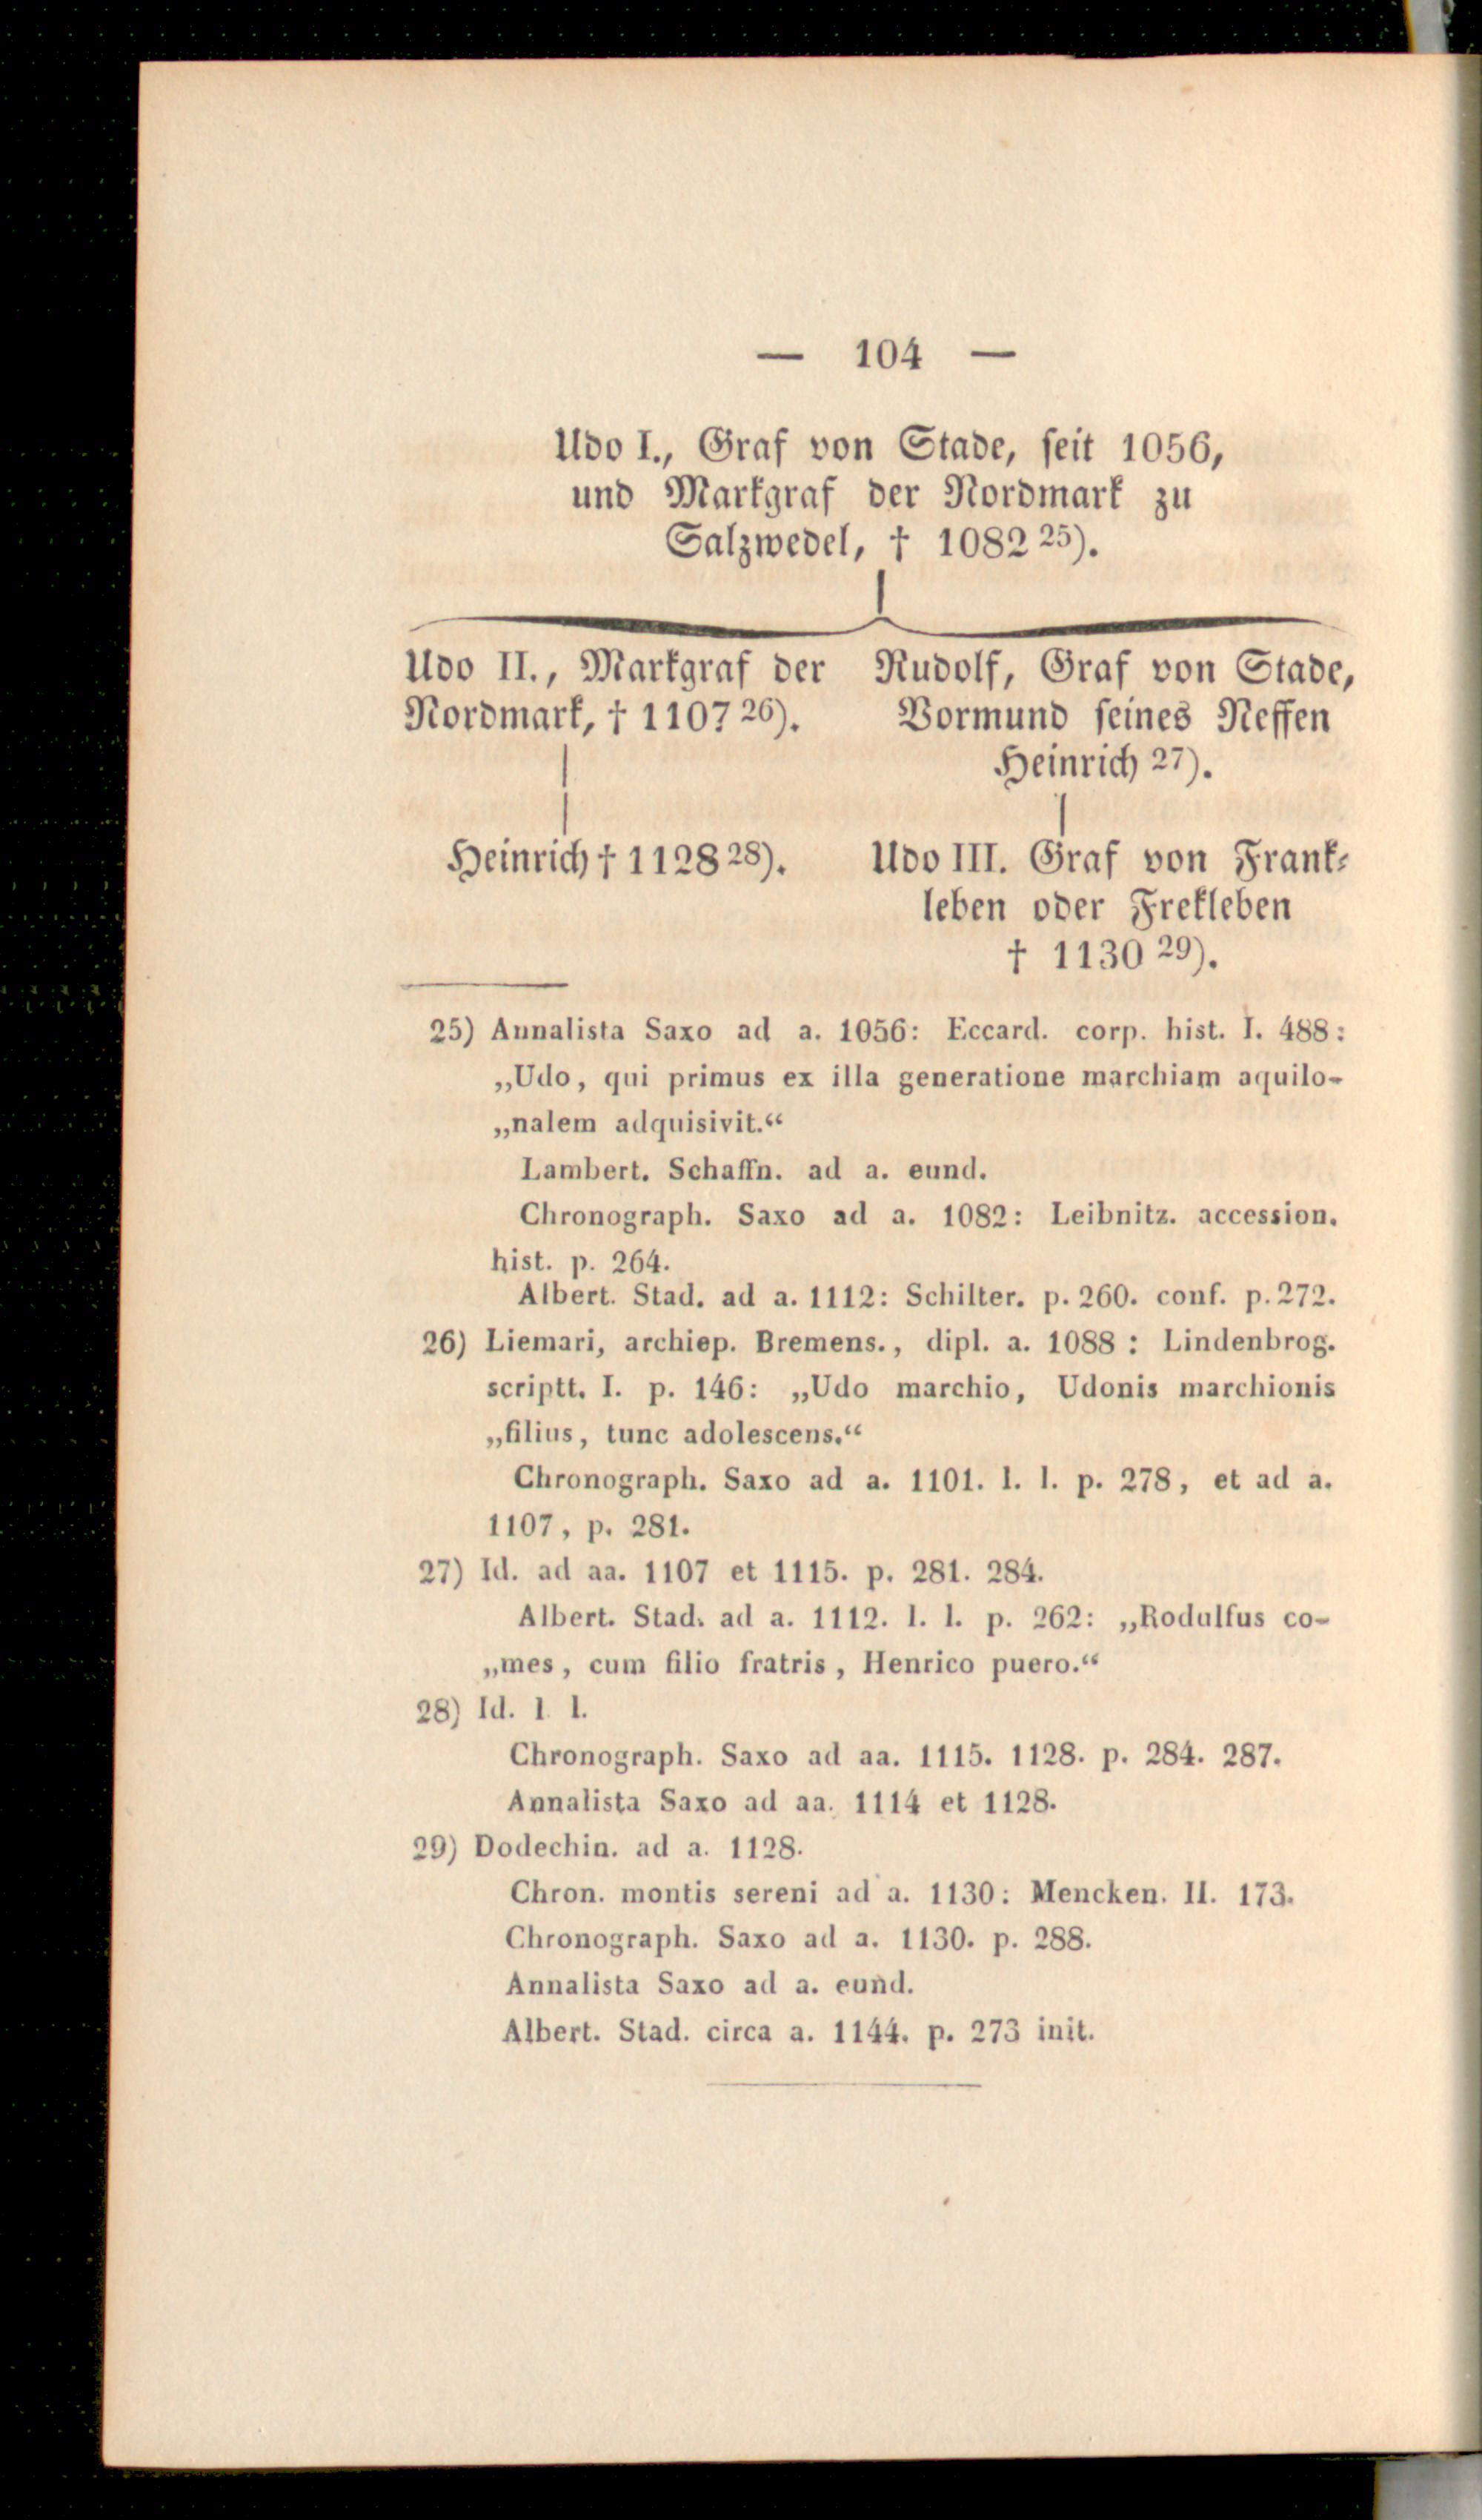 — 104 —
Udo I., Graf von Stade, seit 1056,
und Markgraf der Nordmark zu
Salzwedel, † 1082 25).
Udo II., Markgraf der
Nordmark, † 1107 26).
Rudolf, Graf von Stade,
Vormund seines Neffen
Heinrich 27).
Heinrich † 1128 28).
Udo III. Graf von Frank-
leben oder Frekleben
† 1130 29).
25) Annalista Saxo ad a. 1056: Eccard. corp. hist. I. 488:
„Udo, qui primus ex illa generatione marchiam aquilo-
„nalem adquisivit.“
Lambert. Schaffn. ad a. eund.
Chronograph. Saxo ad a. 1082: Leibnitz. accession.
hist. p. 264.
Albert. Stad. ad a. 1112: Schilter. p. 260. conf. p. 272.
26) Liemari, archiep. Bremens., dipl. a. 1088 : Lindenbrog.
scriptt. I. p. 146: „Udo marchio, Udonis marchionis
„filius, tunc adolescens.“
Chronograph. Saxo ad a. 1101. l. l. p. 278, et ad a.
1107, p. 281.
27) Id. ad aa. 1107 et 1115. p. 281. 284.
Albert. Stad. ad a. 1112. l. l. p. 262: „Rodulfus co-
„mes, cum filio fratris, Henrico puero.“
28) Id. l l.
Chronograph. Saxo ad aa. 1115. 1128. p. 284. 287.
Annalista Saxo ad aa. 1114 et 1128.
29) Dodechin. ad a. 1128.
Chron. montis sereni ad a. 1130: Mencken. II. 173.
Chronograph. Saxo ad a. 1130. p. 288.
Annalista Saxo ad a. eund.
Albert. Stad. circa a. 1144. p. 273 init.